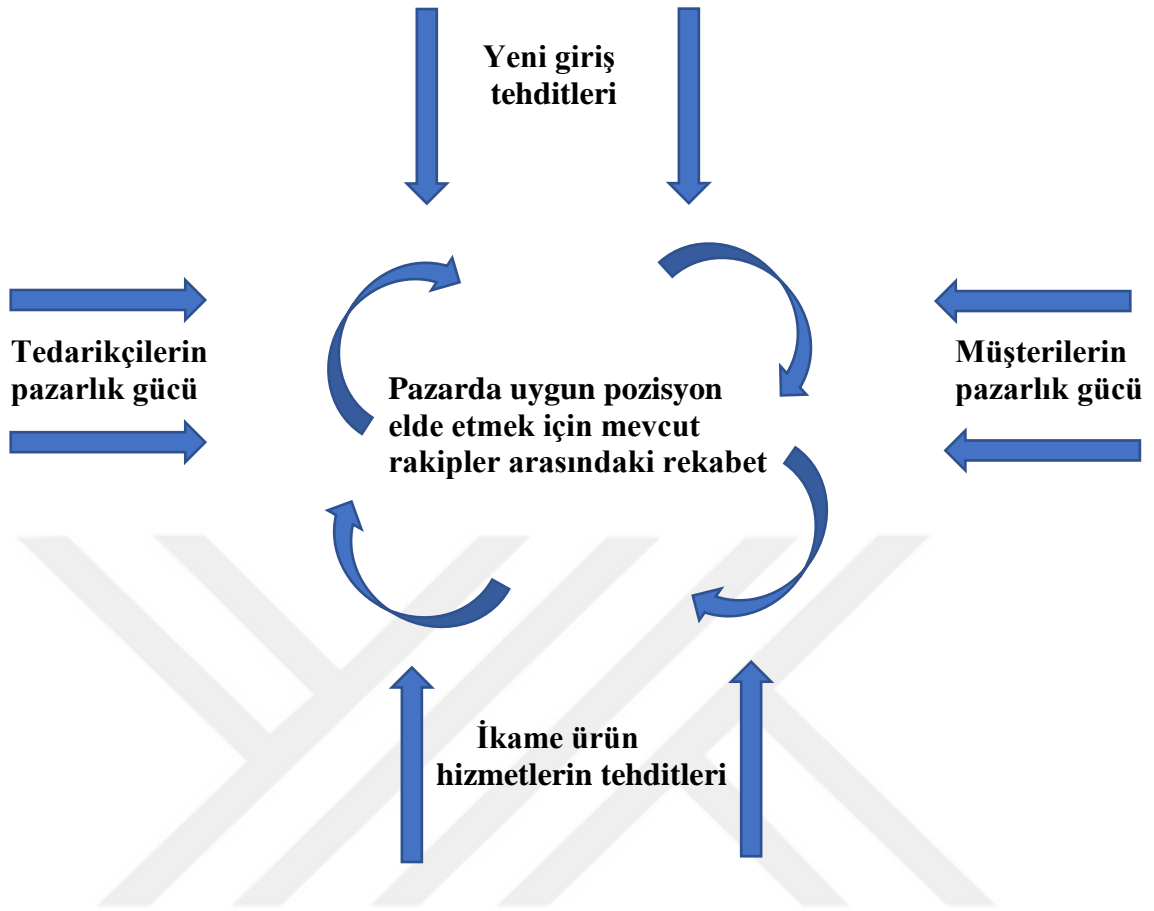 Yeni giriş
tehditleri
Tedarikçilerin
pazarlık gücü
Pazarda uygun pozisyon
elde etmek için mevcut
rakipler arasındaki rekabet
Müşterilerin
pazarlık gücü
İkame ürün
hizmetlerin tehditleri